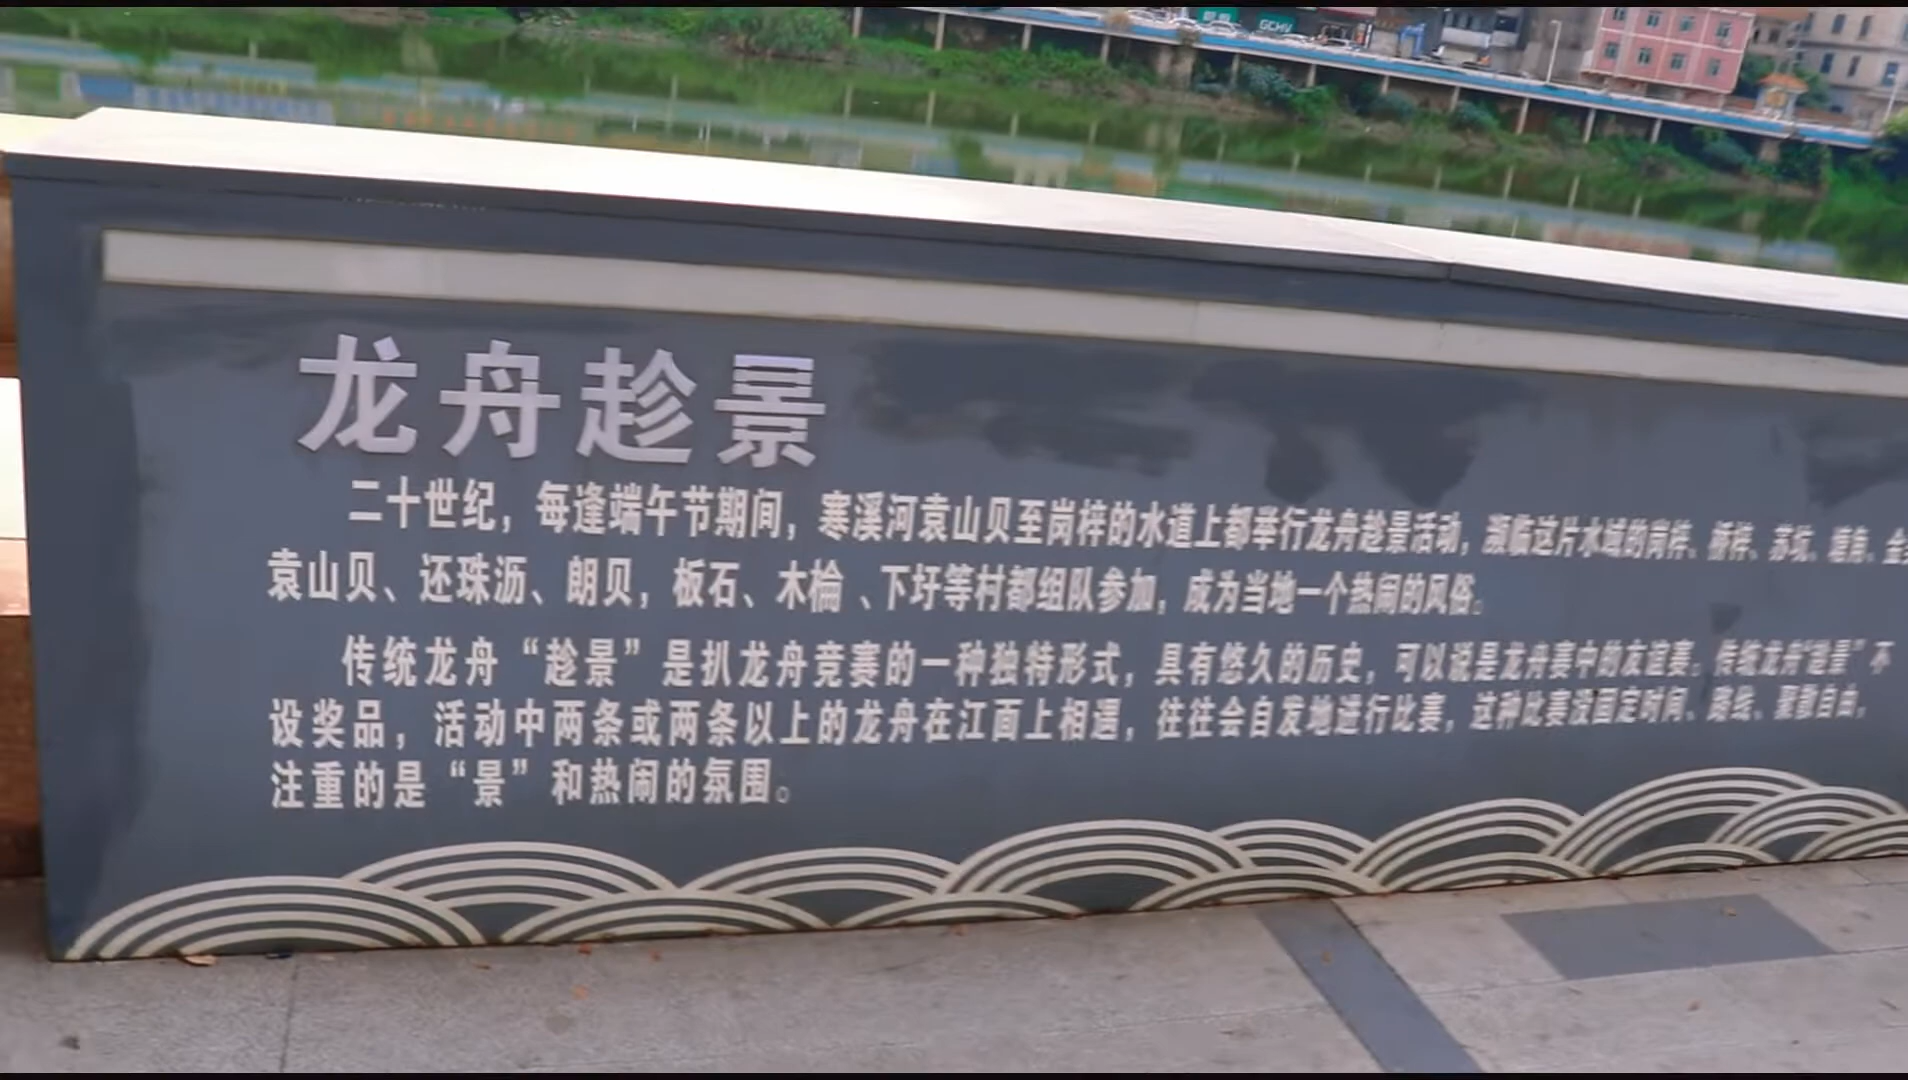 龙舟趁景
二十世纪，每逢端午节期间，寒溪河袁山贝至岗梓的水道上都举行龙舟趁景活动，濒临这片水域的岗梓、桥梓、苏坑、塘角、金
袁山贝、还珠沥、朗贝，板石、木棆、下圩等村都组队参加，成为当地一个热闹的风俗。
传统龙舟“趁景”是扒龙舟竞赛的一种独特形式，具有悠久的历史，可以说是龙舟赛中的友谊赛。传统龙舟“趁景”不
设奖品，活动中两条或两条以上的龙舟在江面上相遇，往往会自发地进行比赛，这种比赛没固定时间、路线、聚散自由，
注重的是“景”和热闹的氛围。